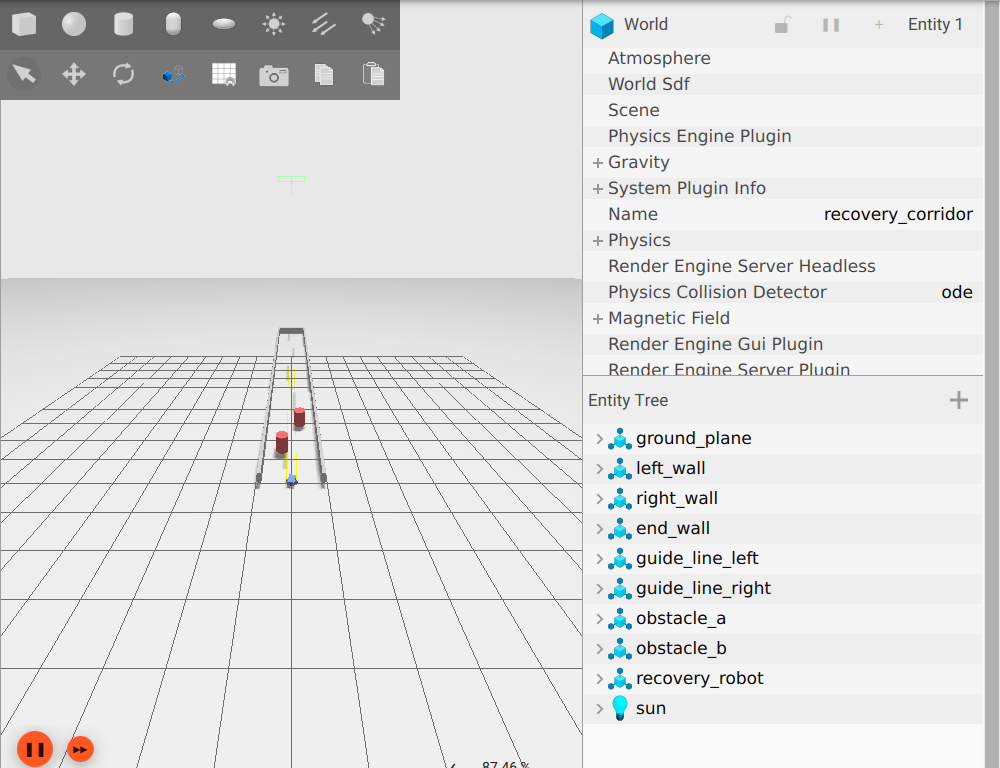 World
Entity 1
Atmosphere
World Sdf
Scene
Physics Engine Plugin
Gravity
System Plugin Info
Name recovery_corridor
Physics
Render Engine Server Headless
Physics Collision Detector ode
Magnetic Field
Render Engine Gui Plugin
Render Engine Server Plugin
Entity Tree
ground_plane
left_wall
right_wall
end_wall
guide_line_left
guide_line_right
obstacle_a
obstacle_b
recovery_robot
sun
87.46 %